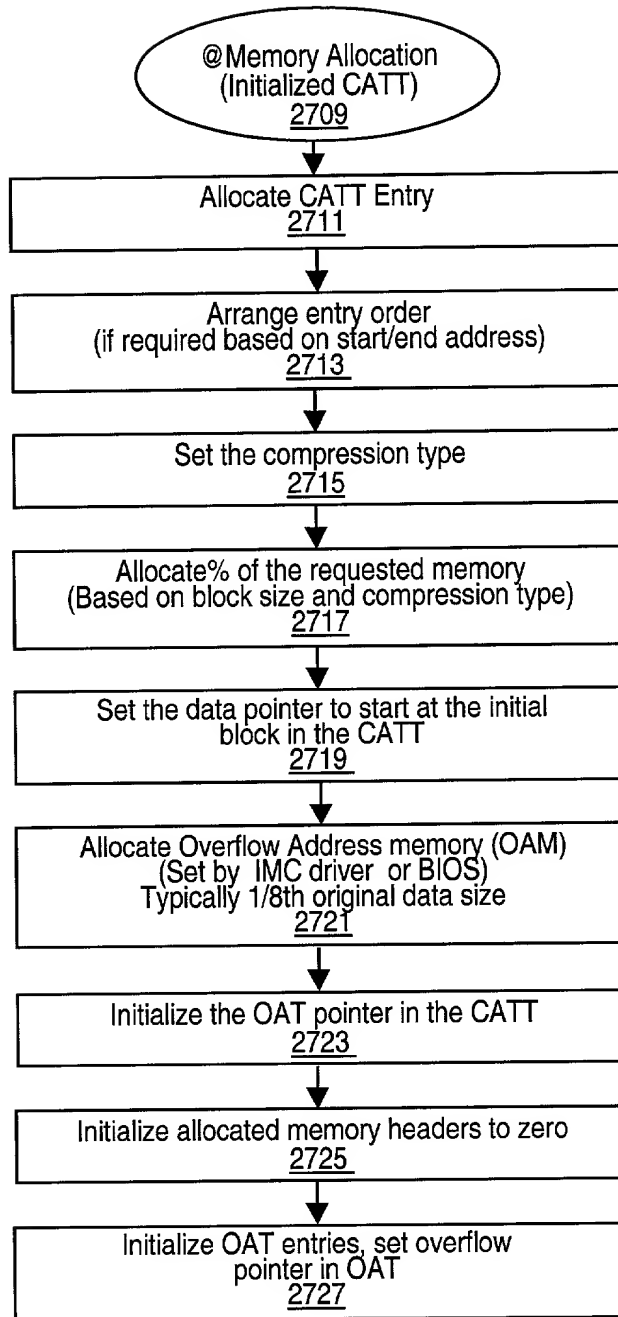 @Memory Allocation
(Initialized CATT)
2709
Allocate CATT Entry
2711
Arrange entry order
(if required based on start/end address)
2713
Set the compression type
2715
Allocate% of the requested memory
(Based on block size and compression type)
2717
Set the data pointer to start at the initial
block in the CATT
2719
Allocate Overflow Address memory (OAM)
(Set by IMC driver or BIOS)
Typically 1/8th original data size
2721
Initialize the OAT pointer in the CATT
2723
Initialize allocated memory headers to zero
2725
Initialize OAT entries, set overflow
pointer in OAT
2727